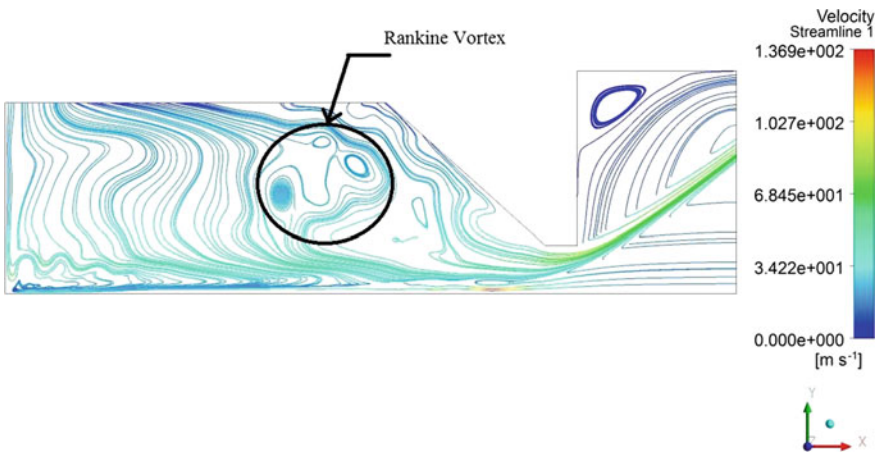 Rankine Vortex
Velocity
Streamline 1
1.369e+002
1.027e+002
6.845e+001
3.422e+001
0.000e+000
[m s⁻¹]
Y
Z
X